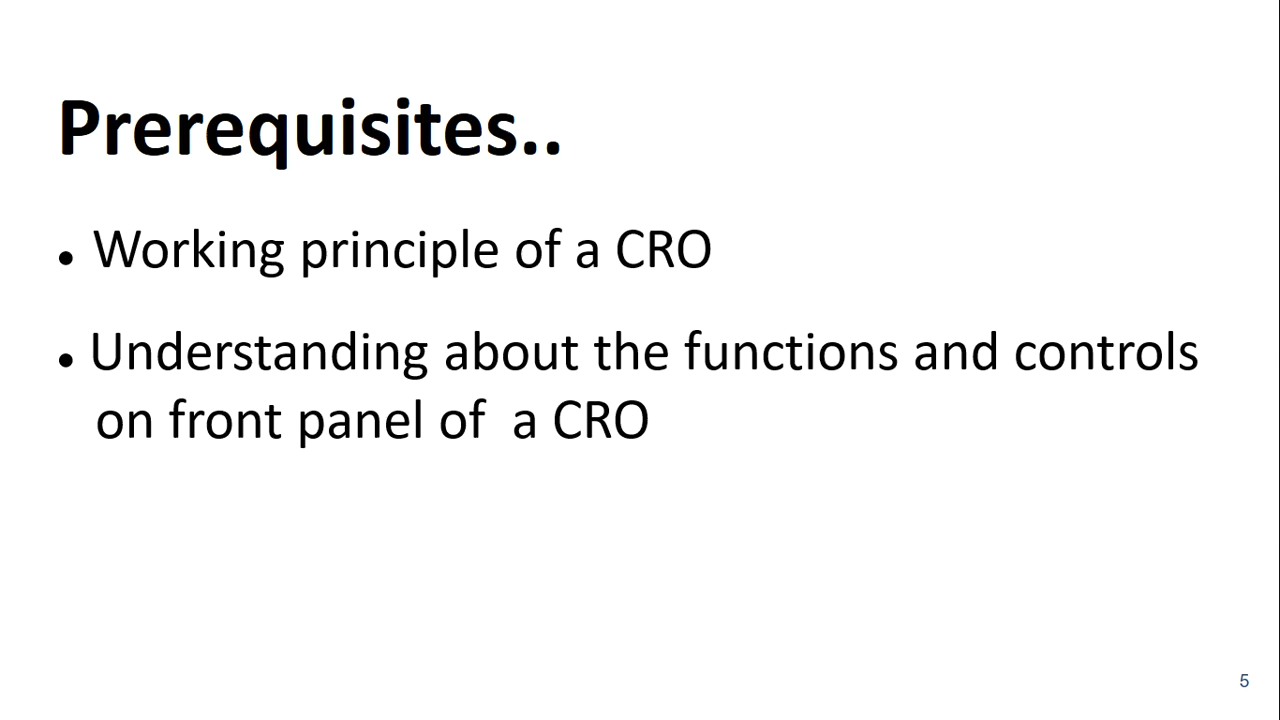 Prerequisites..
• Working principle of a CRO
• Understanding about the functions and controls
on front panel of  a CRO
5